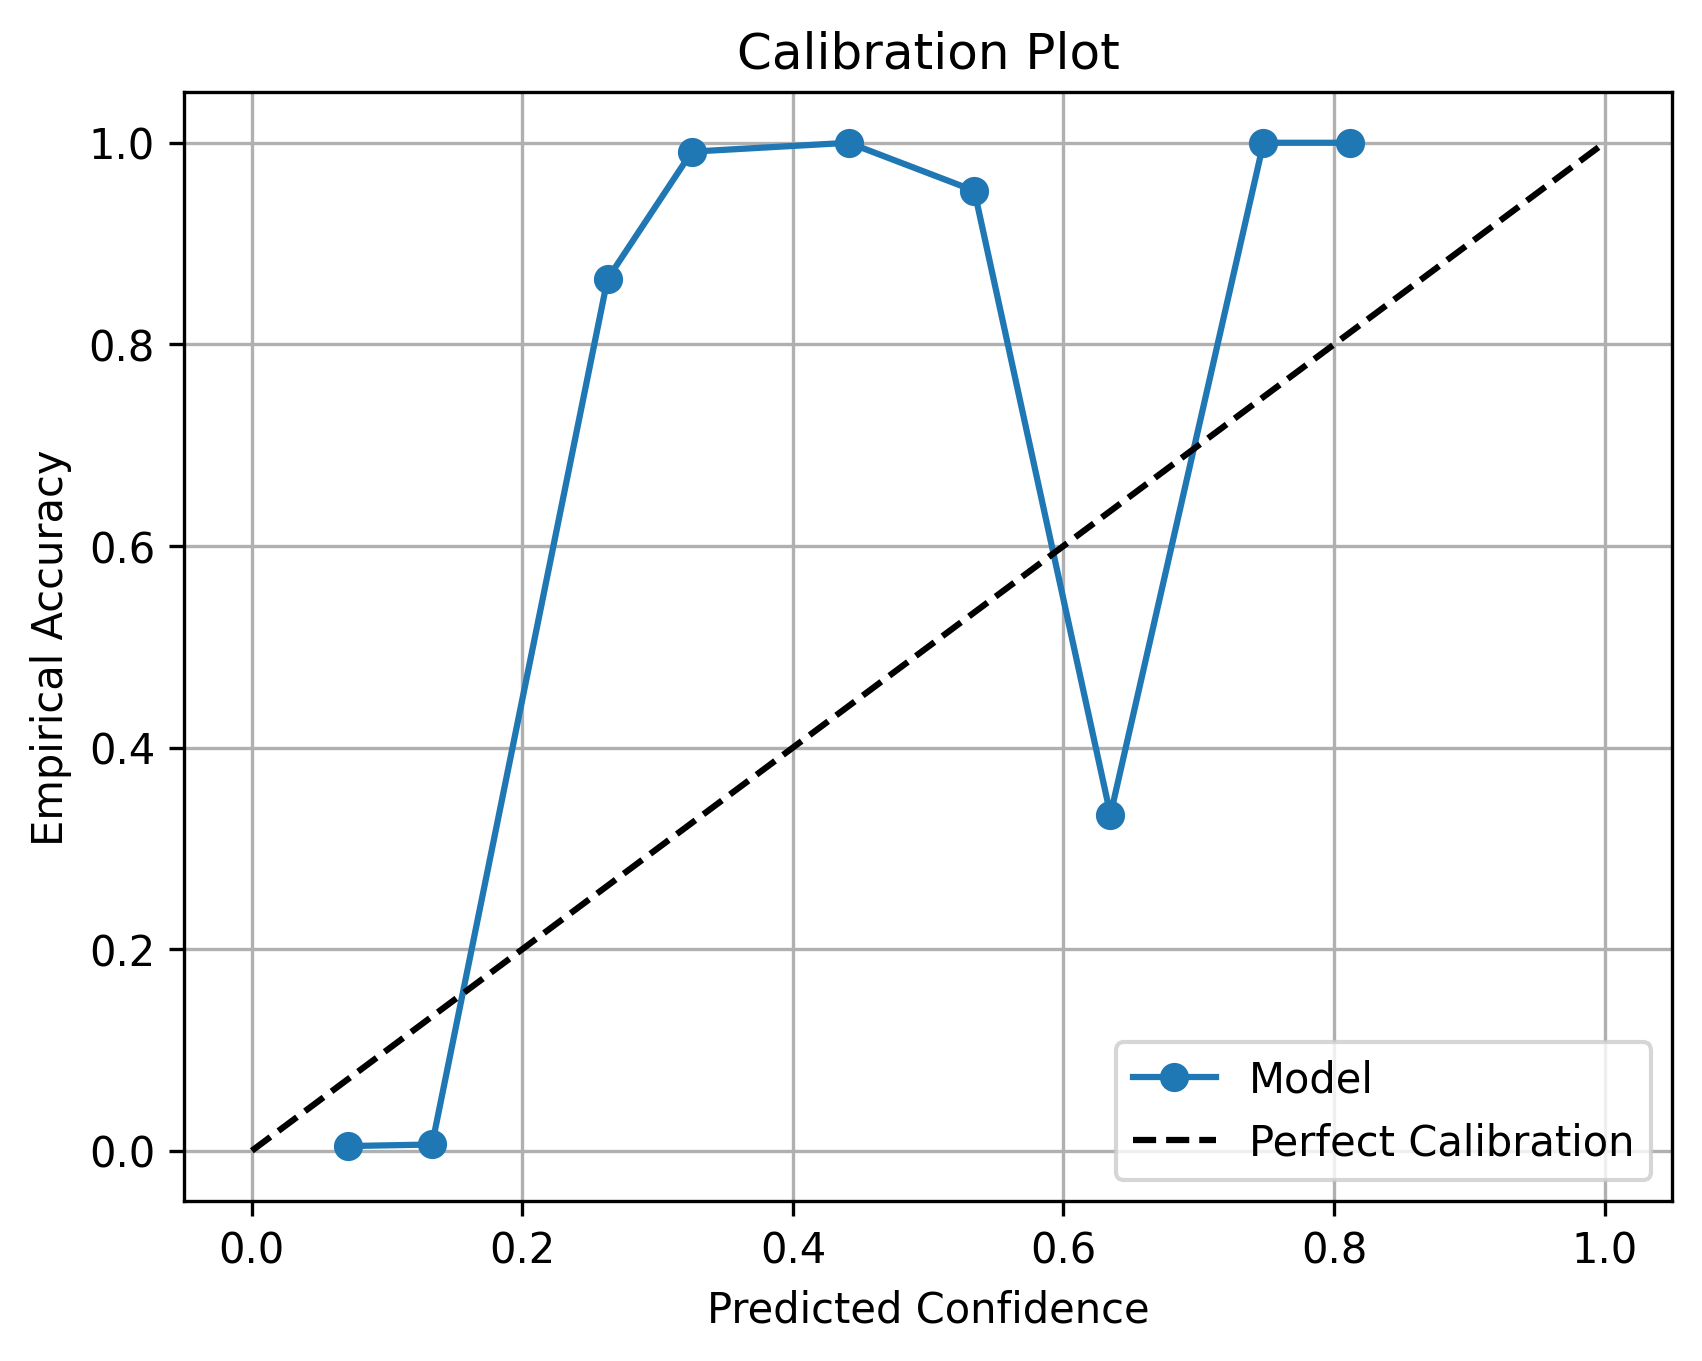 Calibration Plot
1.0
0.8
0.6
0.4
0.2
0.0
Empirical Accuracy
Model
Perfect Calibration
0.0 0.2 0.4 0.6 0.8 1.0
Predicted Confidence